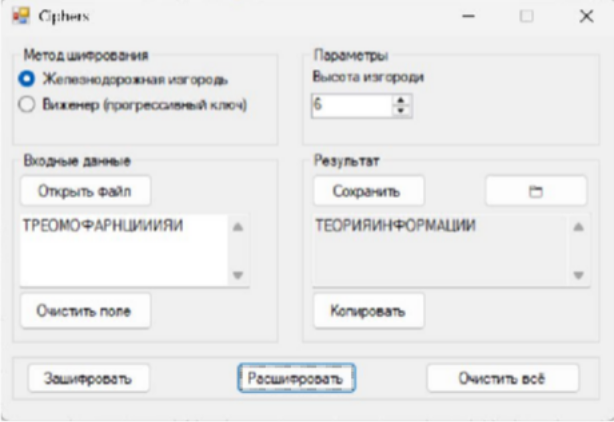 Ciphers
Метод шифрования
Железнодорожная изгородь
Виженер (прогрессивный ключ)
Параметры
Высота изгороди
6
Входные данные
Открыть файл
ТРЕОМОФАРНЦИИИЯИ
Очистить поле
Результат
Сохранить
ТЕОРИЯИНФОРМАЦИИ
Копировать
Зашифровать
Расшифровать
Очистить всё